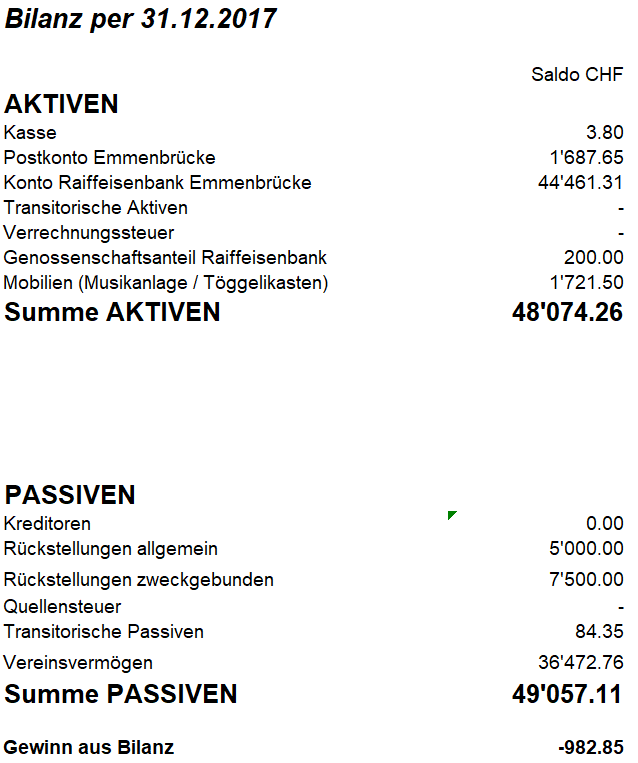 Bilanz per 31.12.2017
Saldo CHF
AKTIVEN
Kasse 3.80
Postkonto Emmenbrücke 1'687.65
Konto Raiffeisenbank Emmenbrücke 44'461.31
Transitorische Aktiven -
Verrechnungssteuer -
Genossenschaftsanteil Raiffeisenbank 200.00
Mobilien (Musikanlage / Töggelikasten) 1'721.50
Summe AKTIVEN 48'074.26
PASSIVEN
Kreditoren 0.00
Rückstellungen allgemein 5'000.00
Rückstellungen zweckgebunden 7'500.00
Quellensteuer -
Transitorische Passiven 84.35
Vereinsvermögen 36'472.76
Summe PASSIVEN 49'057.11
Gewinn aus Bilanz -982.85